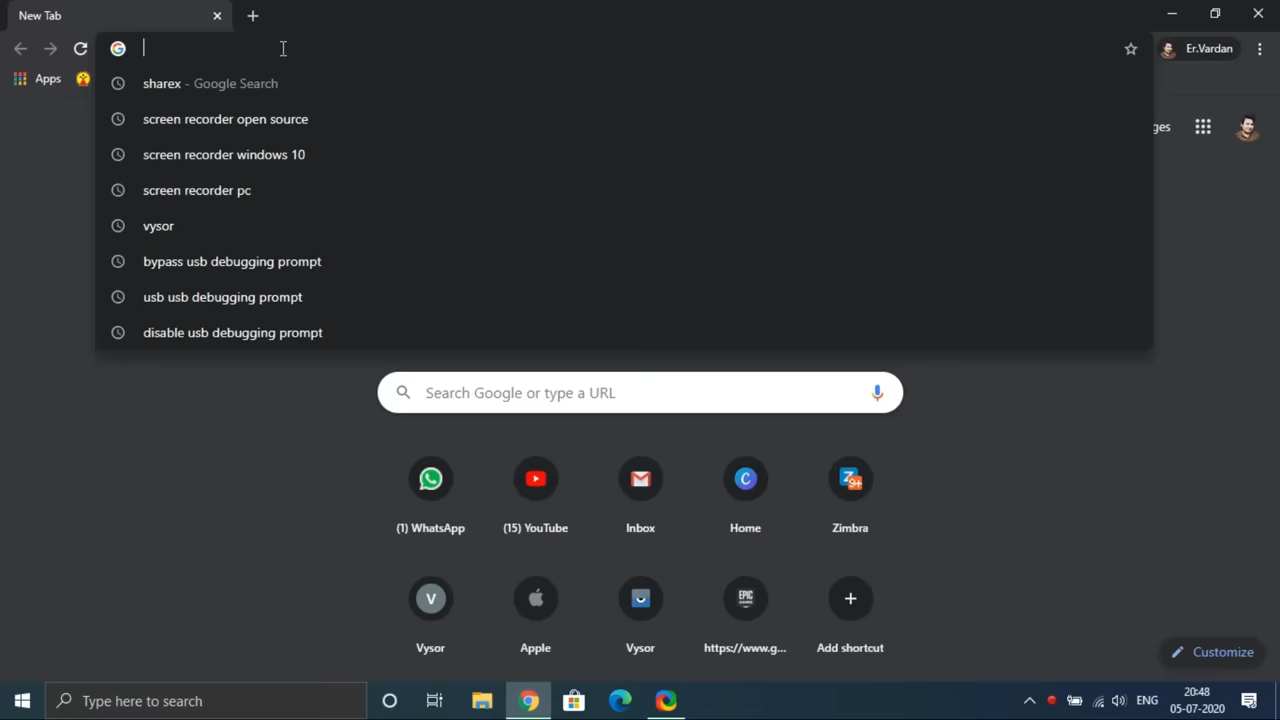 New Tab
Er.Vardan
Apps
sharex - Google Search
screen recorder open source
ges
screen recorder windows 10
screen recorder pc
vysor
bypass usb debugging prompt
usb usb debugging prompt
disable usb debugging prompt
Search Google or type a URL
(1) WhatsApp
(15) YouTube
Inbox
Home
Zimbra
Vysor
Apple
Vysor
https://www.g...
Add shortcut
Customize
Type here to search
ENG
20:48
05-07-2020